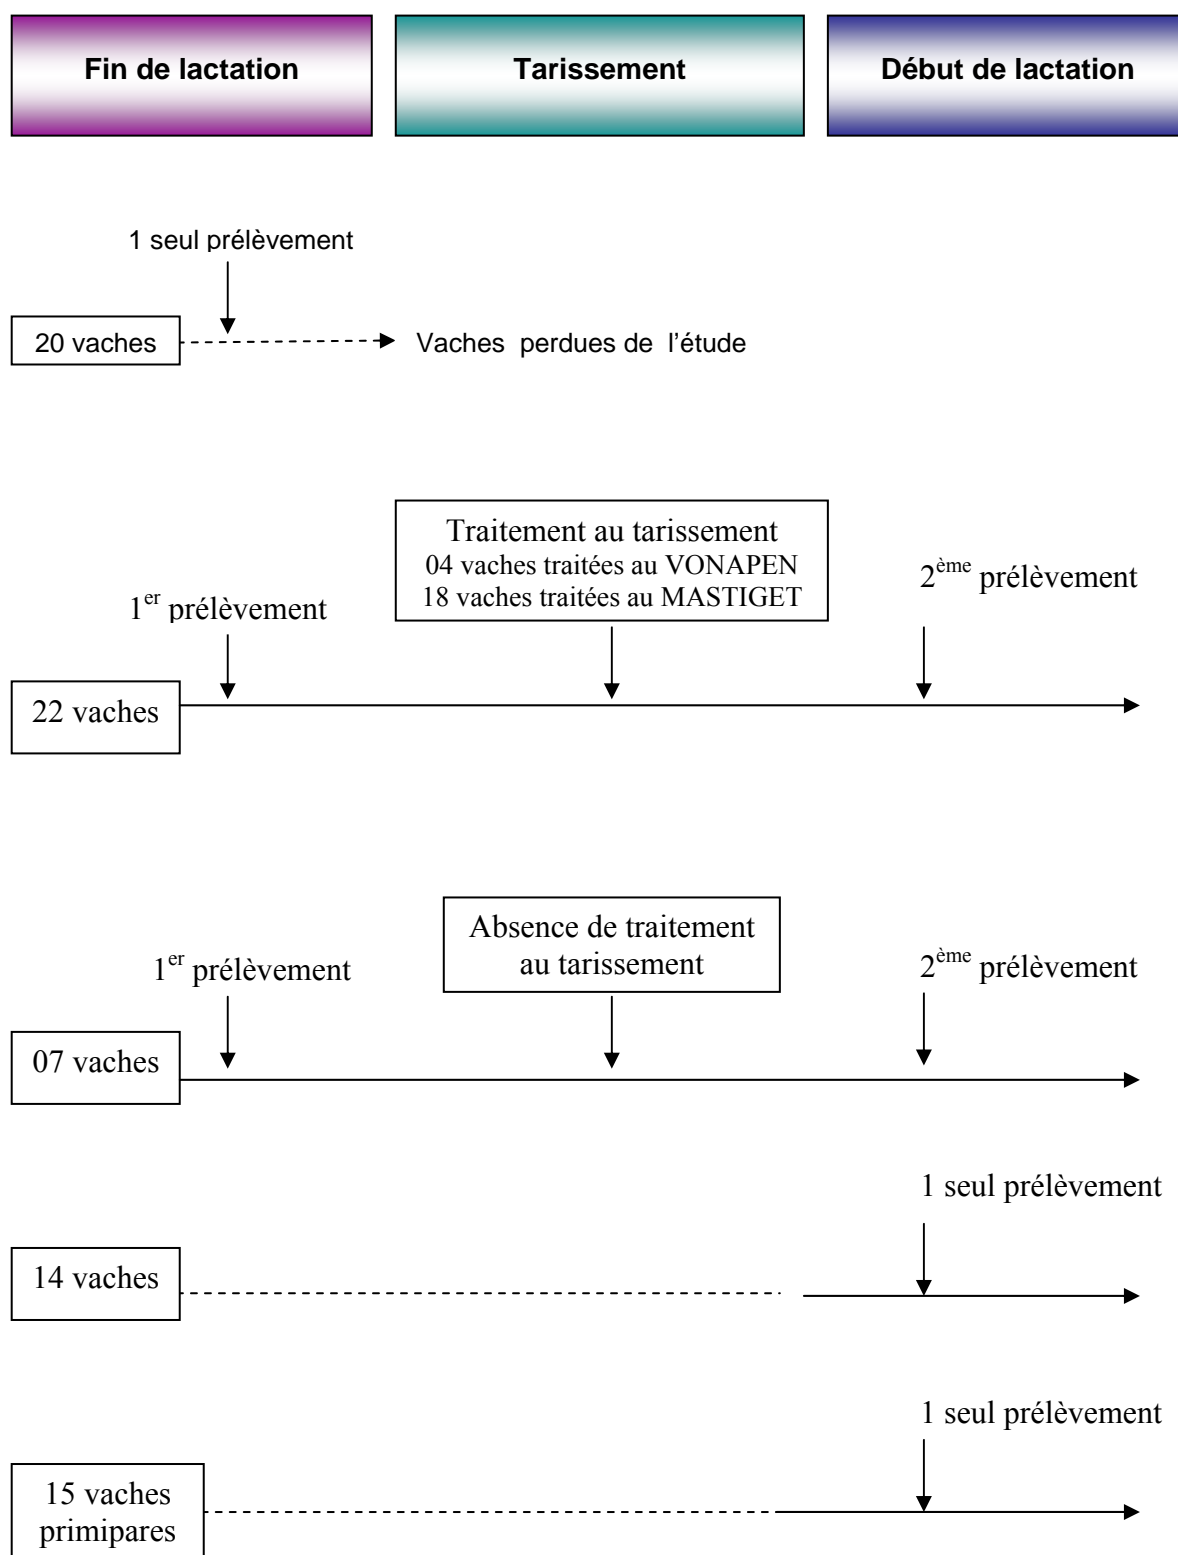 Fin de lactation
Tarissement
Début de lactation
1 seul prélèvement
20 vaches
Vaches perdues de l’étude
Traitement au tarissement
04 vaches traitées au VONAPEN
18 vaches traitées au MASTIGET
1er prélèvement
2ème prélèvement
22 vaches
Absence de traitement
au tarissement
1er prélèvement
2ème prélèvement
07 vaches
1 seul prélèvement
14 vaches
1 seul prélèvement
15 vaches
primipares